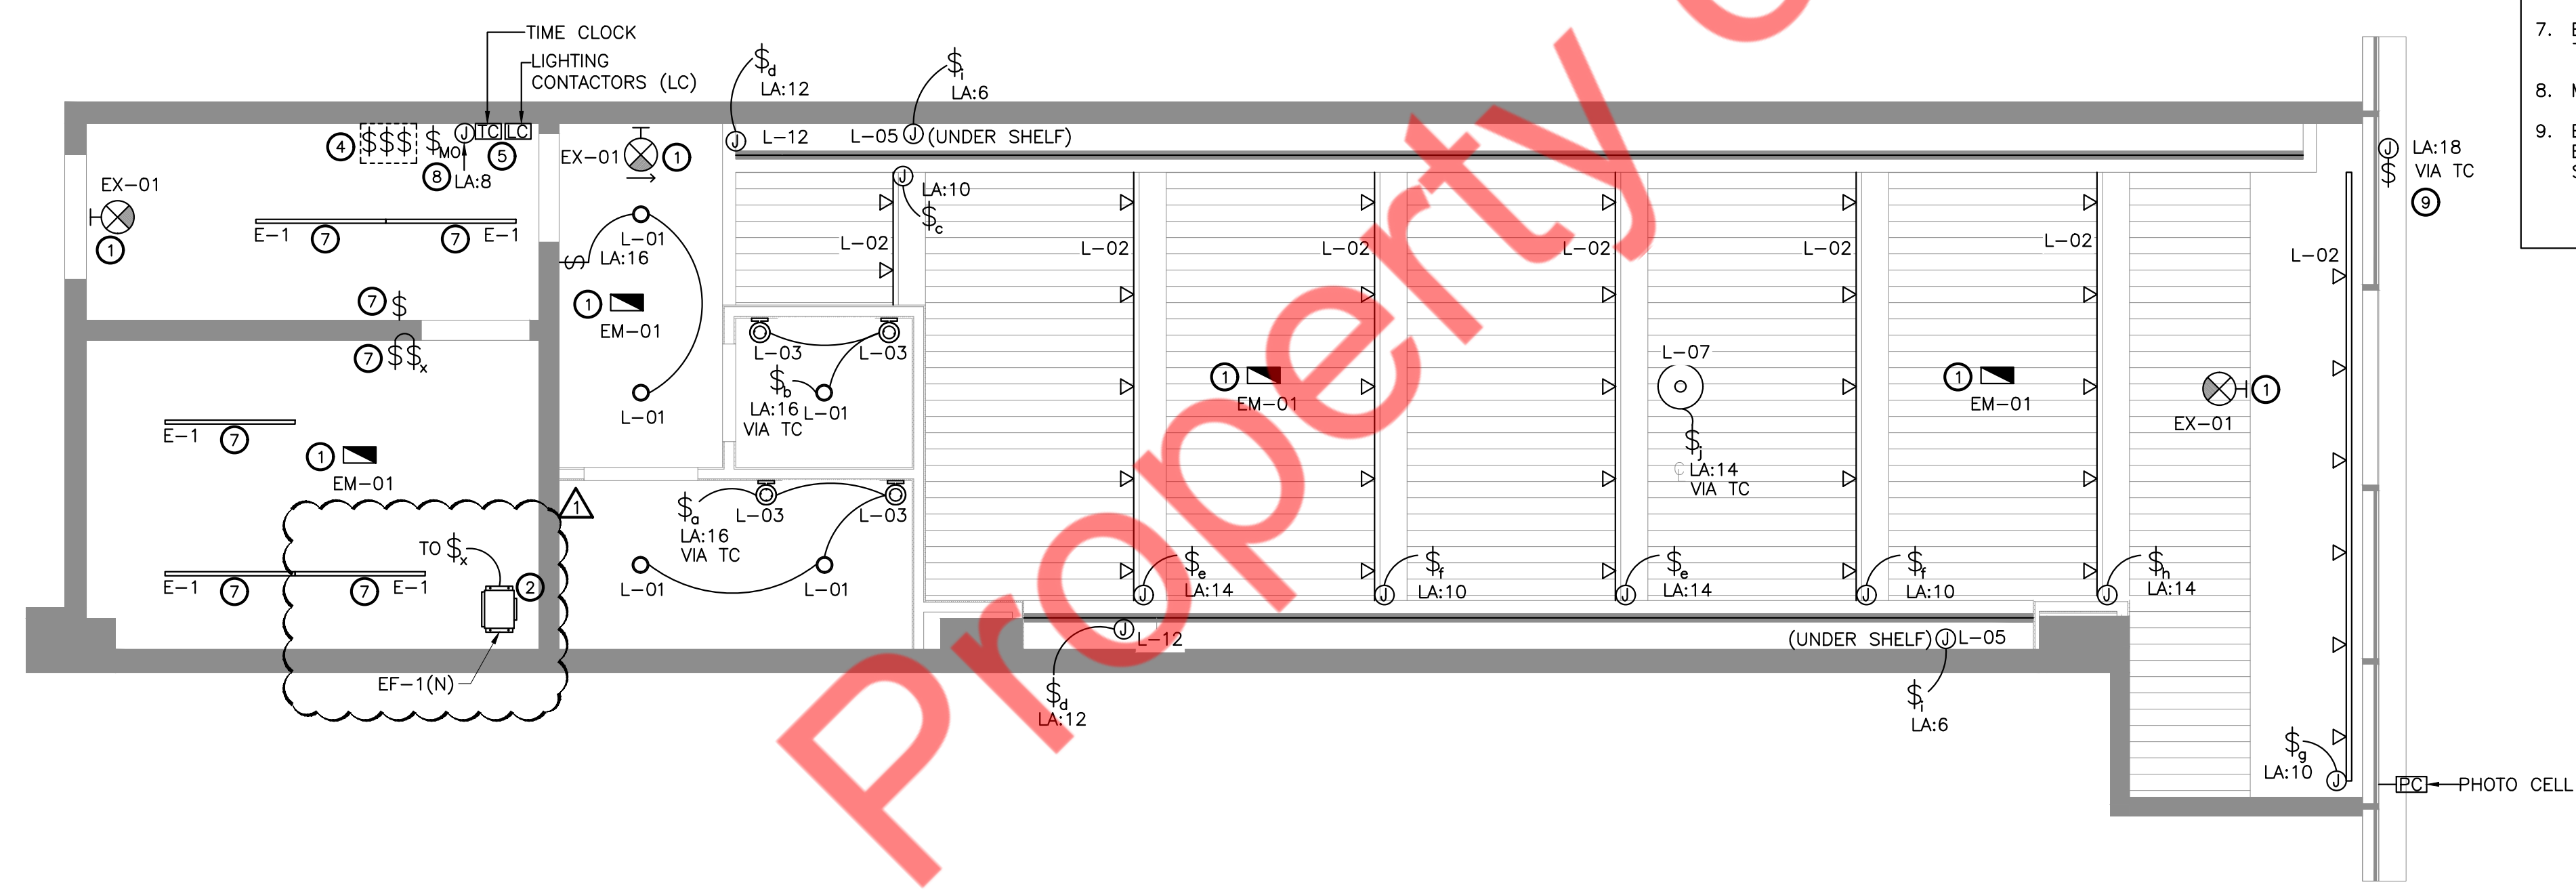 TIME CLOCK
LIGHTING
CONTACTORS (LC)
$d
LA:12
$i
LA:6
7.
8.
9.
4
$$$
$MO
J
TC
LC
5
8
LA:8
EX-01
1
EX-01
1
L-12
L-05 J (UNDER SHELF)
J
J
LA:10
$c
J
LA:18
$
VIA TC
9
E-1
7
7
E-1
L-01
$
LA:16
L-02
L-02
L-02
L-02
L-02
L-02
L-02
7
$
1
EM-01
7
$$x
L-03
L-03
$b
LA:16
L-01
VIA TC
L-01
1
EM-01
L-07
$j
LA:14
VIA TC
1
EM-01
1
EX-01
E-1
7
1
EM-01
1
$a
L-03
L-03
LA:16
VIA TC
TO $x
2
E-1
7
7
E-1
L-01
L-01
EF-1(N)
$e
LA:14
J
$f
LA:10
J
$e
LA:14
J
$f
LA:10
J
$h
LA:14
J
J
L-12
$d
LA:12
(UNDER SHELF) J L-05
$i
LA:6
$g
LA:10
J
PC
PHOTO CELL
Property